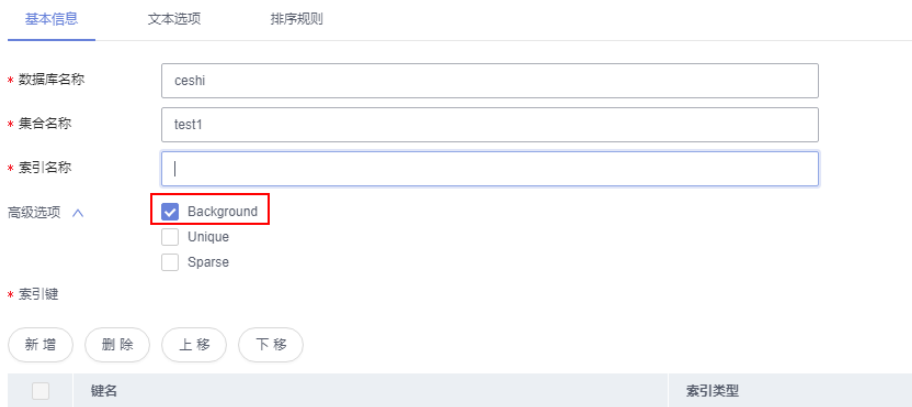 基本信息 文本选项 排序规则
* 数据库名称 ceshi
* 集合名称 test1
* 索引名称
高级选项 Background
Unique
Sparse
* 索引键
新增 删除 上移 下移
键名 索引类型